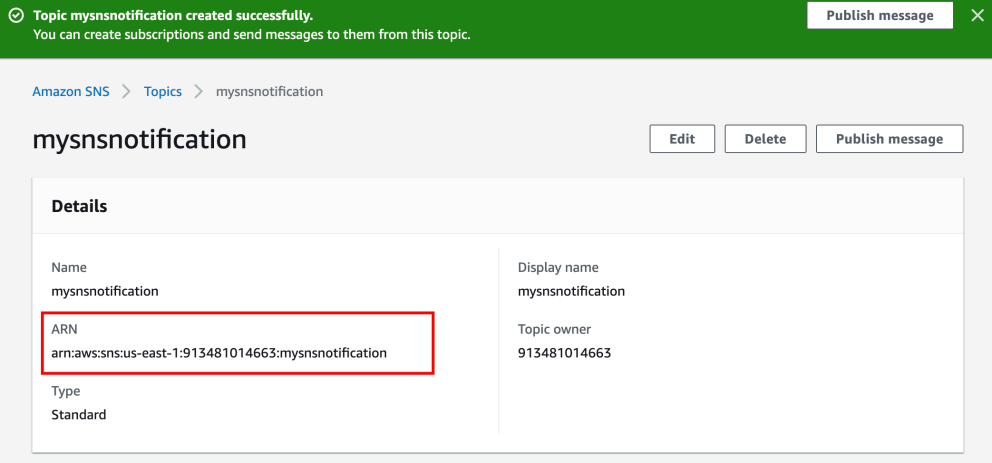 Topic mysnsnotification created successfully.
You can create subscriptions and send messages to them from this topic.
Publish message
Amazon SNS > Topics > mysnsnotification
mysnsnotification
Edit
Delete
Publish message
Details
Name
mysnsnotification
ARN
arn:aws:sns:us-east-1:913481014663:mysnsnotification
Type
Standard
Display name
mysnsnotification
Topic owner
913481014663